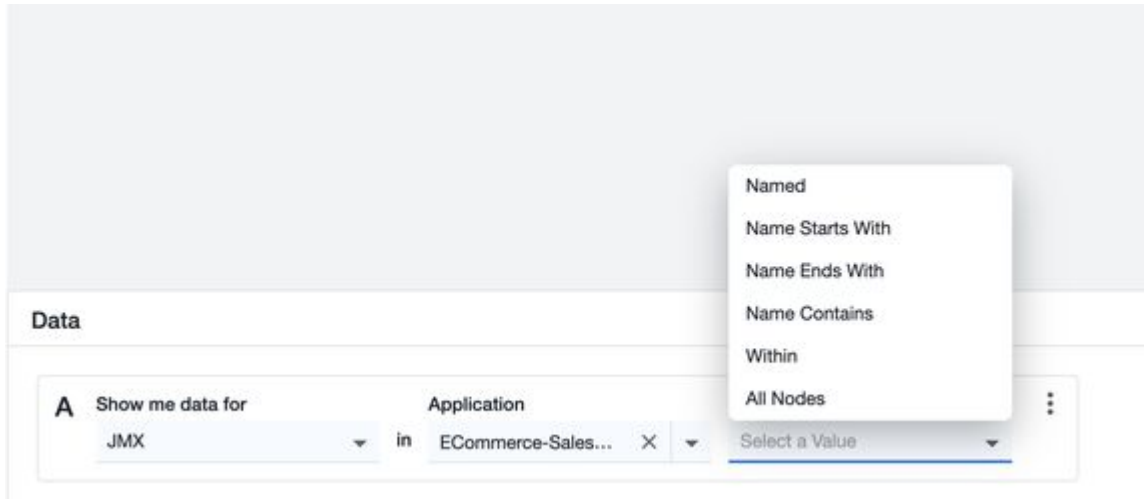 Named
Name Starts With
Name Ends With
Name Contains
Within
All Nodes
Data
A Show me data for Application
JMX in ECommerce-Sales... Select a Value